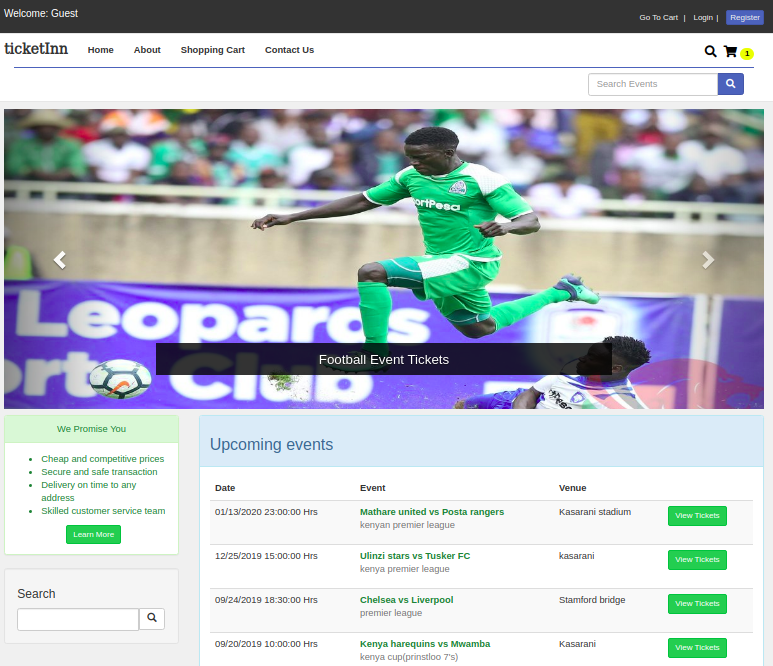 Welcome: Guest
Go To Cart | Login | Register
ticketInn Home About Shopping Cart Contact Us 1
Search Events
ortPesa
Leopards
orts Club
Football Event Tickets
We Promise You
Cheap and competitive prices
Secure and safe transaction
Delivery on time to any
address
Skilled customer service team
Learn More
Search
Upcoming events
Date Event Venue
01/13/2020 23:00:00 Hrs Mathare united vs Posta rangers Kasarani stadium View Tickets
kenyan premier league
12/25/2019 15:00:00 Hrs Ulinzi stars vs Tusker FC kasarani View Tickets
kenya premier league
09/24/2019 18:30:00 Hrs Chelsea vs Liverpool Stamford bridge View Tickets
premier league
09/20/2019 10:00:00 Hrs Kenya harequins vs Mwamba Kasarani View Tickets
kenya cup(prinstloo 7's)